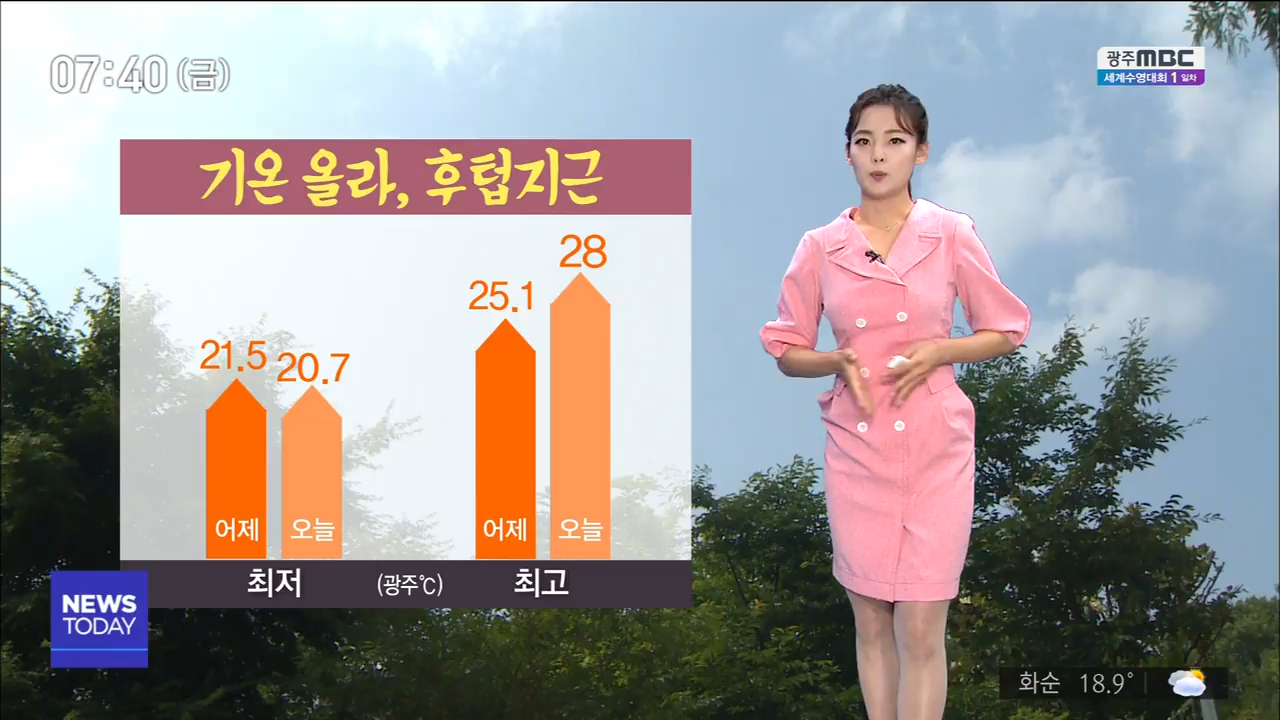 07:40 (금)
광주MBC
세계수영대회 1 일차
기온 올라, 후텁지근
28
25.1
21.5
20.7
어제
오늘
어제
오늘
최저
(광주℃)
최고
NEWS
TODAY
화순 18.9°